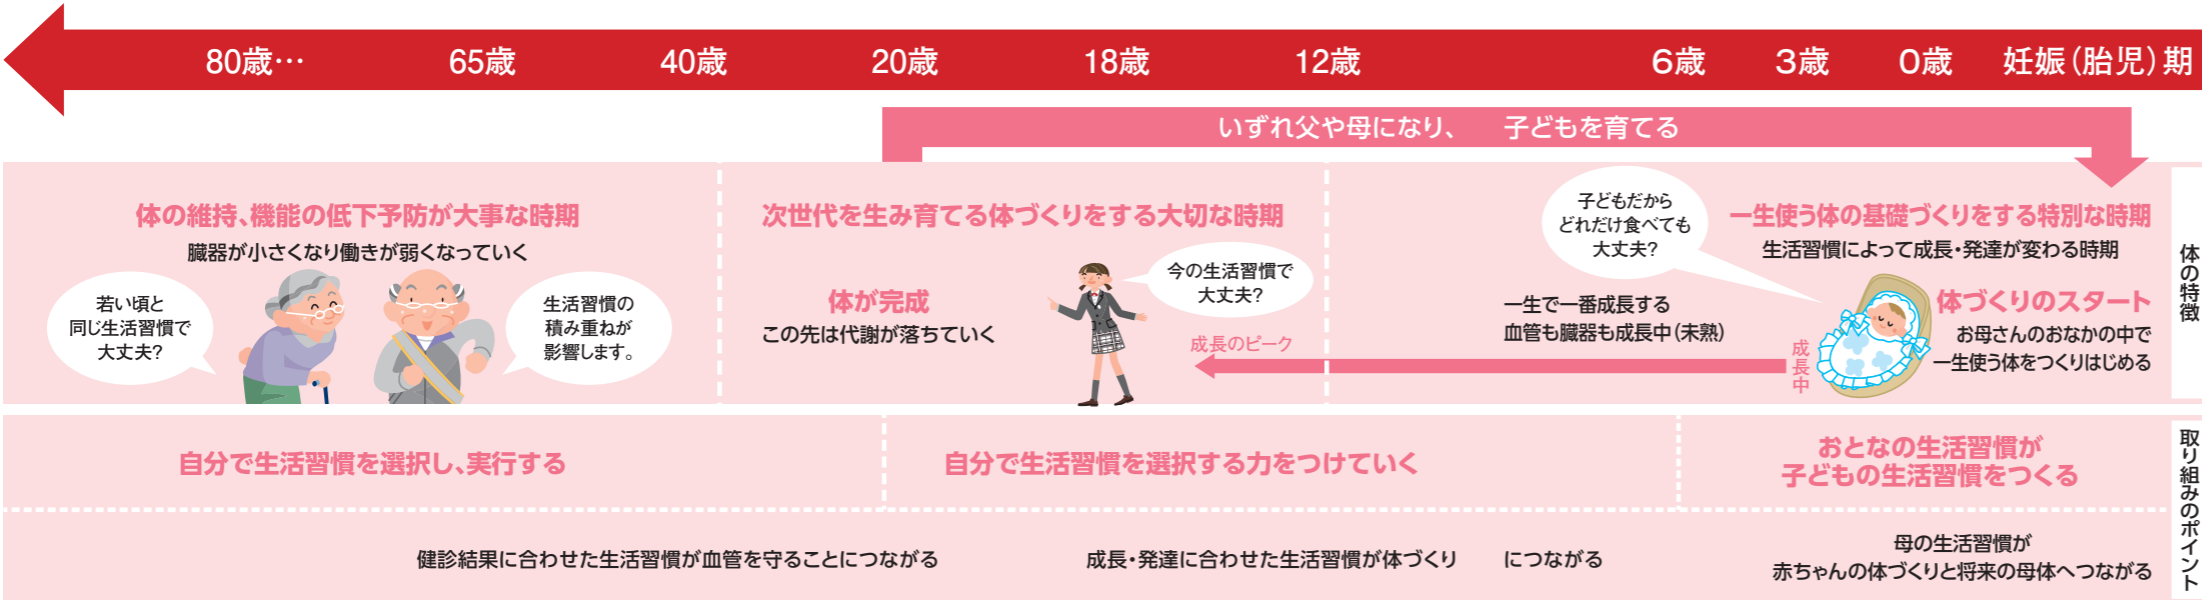 80歳… 65歳 40歳 20歳 18歳 12歳 6歳 3歳 0歳 妊娠（胎児）期
いずれ父や母になり、 子どもを育てる
体の特徴
一生使う体の基礎づくりをする特別な時期
生活習慣によって成長・発達が変わる時期
体づくりのスタート
お母さんのおなかの中で
一生使う体をつくりはじめる
子どもだから
どれだけ食べても
大丈夫?
一生で一番成長する
血管も臓器も成長中（未熟）
成長中
成長のピーク
次世代を生み育てる体づくりをする大切な時期
今の生活習慣で
大丈夫?
体が完成
この先は代謝が落ちていく
体の維持、機能の低下予防が大事な時期
臓器が小さくなり働きが弱くなっていく
生活習慣の
積み重ねが
影響します。
若い頃と
同じ生活習慣で
大丈夫?
取り組みのポイント
おとなの生活習慣が
子どもの生活習慣をつくる
自分で生活習慣を選択する力をつけていく
自分で生活習慣を選択し、実行する
母の生活習慣が
赤ちゃんの体づくりと将来の母体へつながる
成長・発達に合わせた生活習慣が体づくり につながる
健診結果に合わせた生活習慣が血管を守ることにつながる